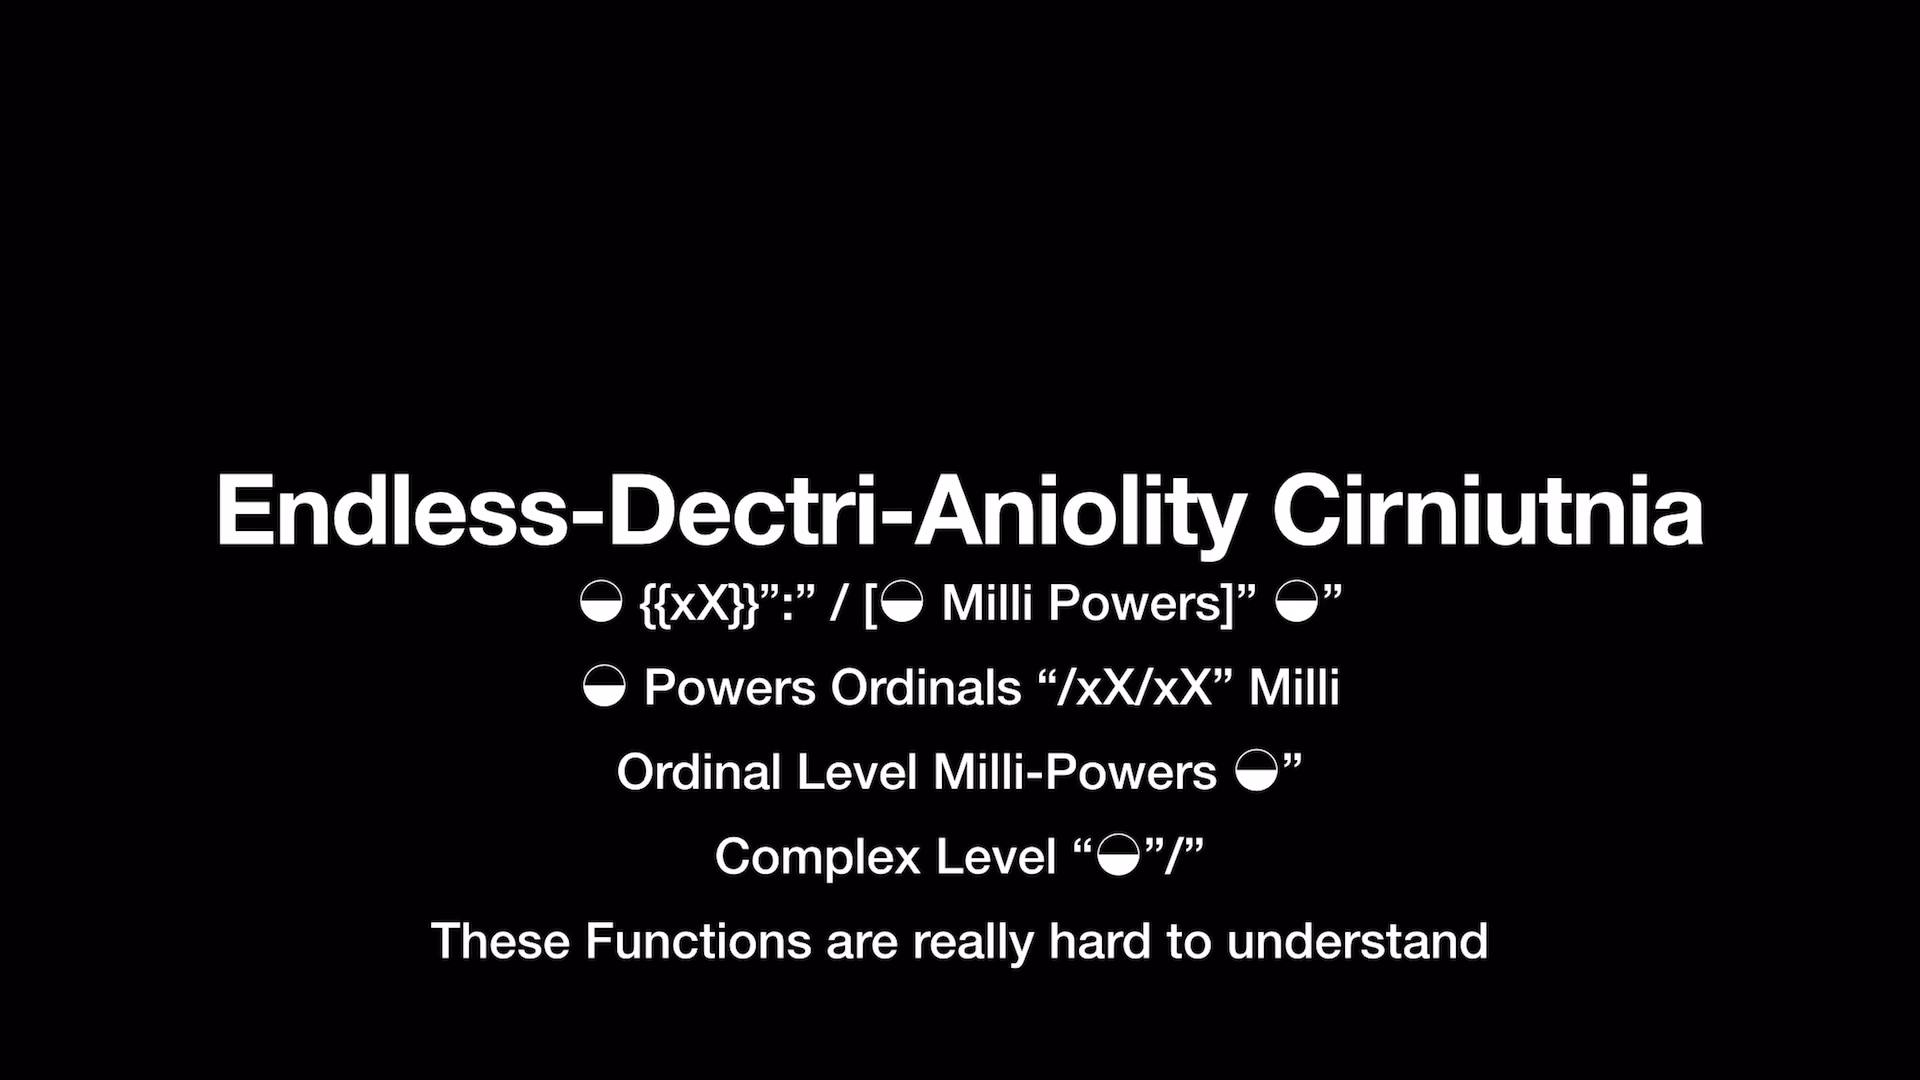 Endless-Dectri-Aniolity Cirniutnia
◒ {{xX}}”:” / [◒ Milli Powers]” ◒”
◒ Powers Ordinals “/xX/xX” Milli
Ordinal Level Milli-Powers ◒”
Complex Level “◒”/”
These Functions are really hard to understand